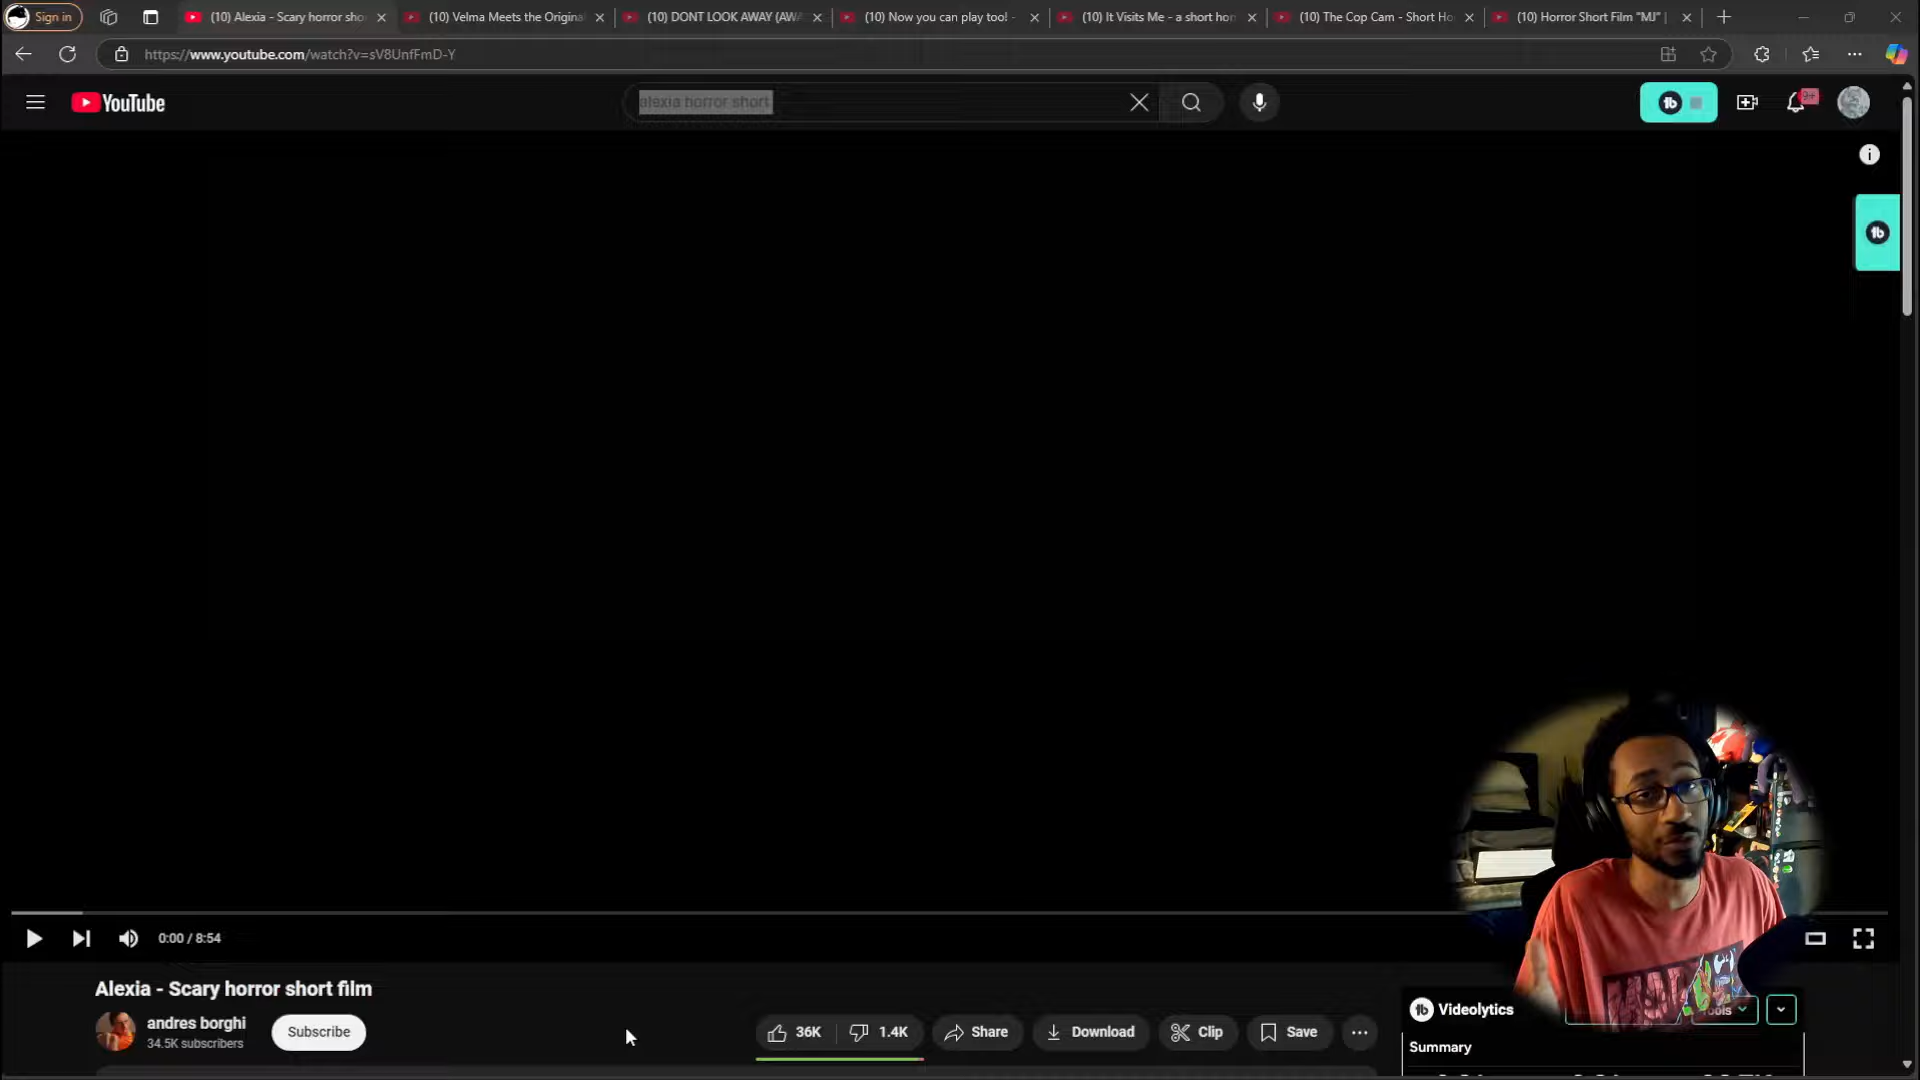 Sign in
(10) Alexia - Scary horror sho
(10) Velma Meets the Origina
(10) DONT LOOK AWAY (AW
(10) Now you can play too! -
(10) It Visits Me - a short hor
(10) The Cop Cam - Short Ho
(10) Horror Short Film "MJ" |
https://www.youtube.com/watch?v=sV8UnfFmD-Y
YouTube
alexia horror short
9+
0:00 / 8:54
Alexia - Scary horror short film
andres borghi
34.5K subscribers
Subscribe
36K
1.4K
Share
Download
Clip
Save
Videolytics
Tools
Summary